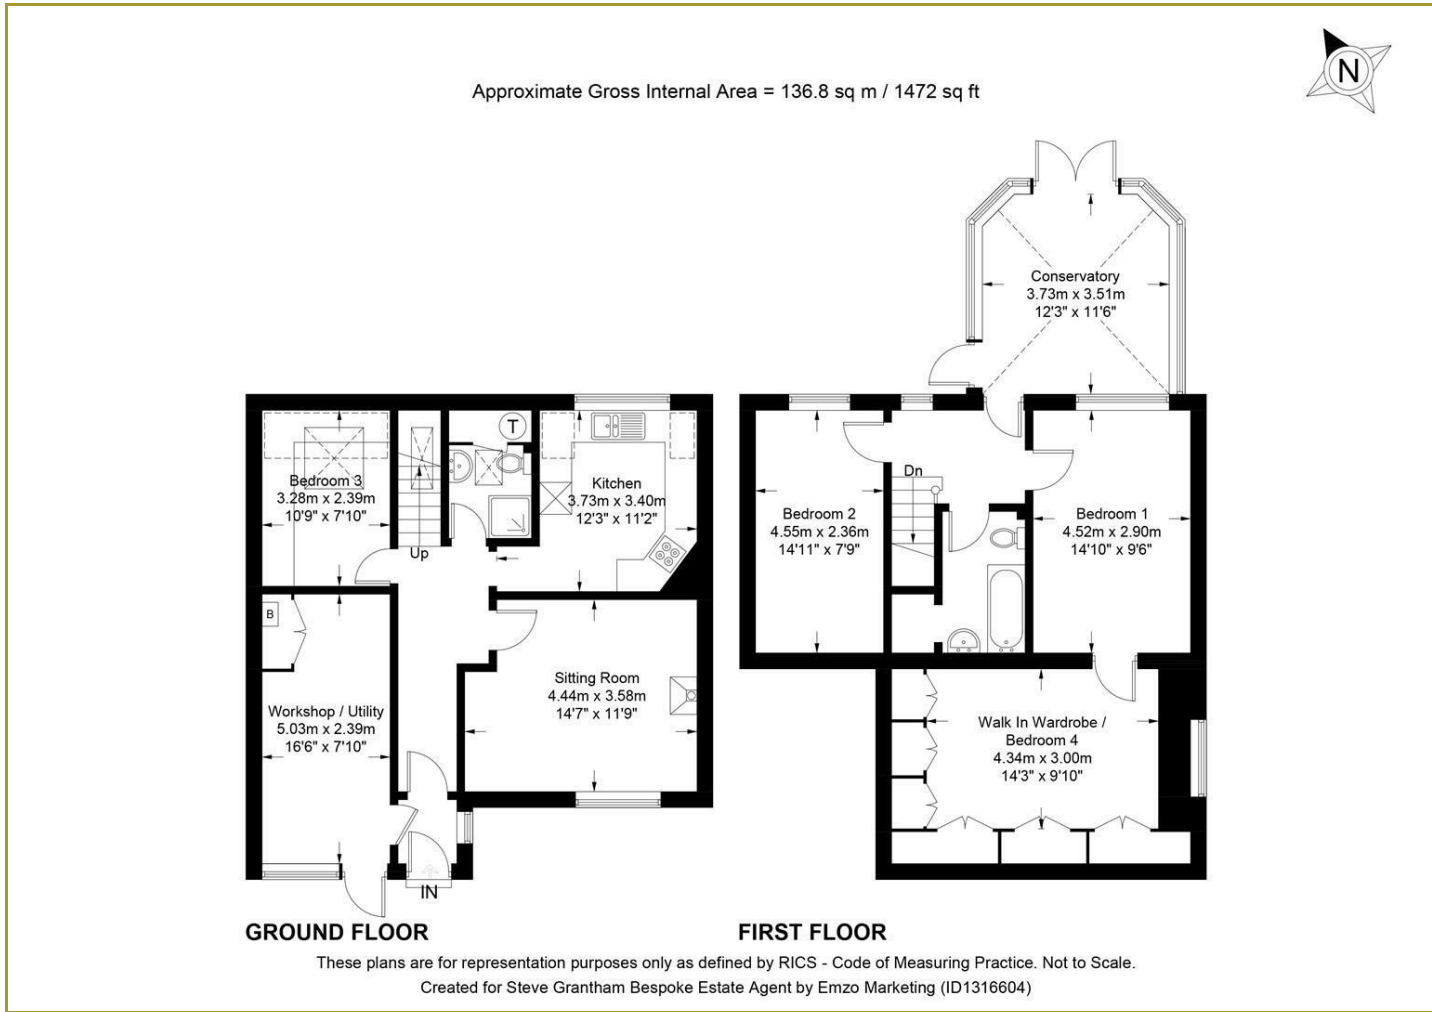 N
Approximate Gross Internal Area = 136.8 sq m / 1472 sq ft
Conservatory
3.73m x 3.51m
12'3" x 11'6"
T
Bedroom 3
3.28m x 2.39m
10'9" x 7'10"
Up
Kitchen
3.73m x 3.40m
12'3" x 11'2"
Dn
Bedroom 2
4.55m x 2.36m
14'11" x 7'9"
Bedroom 1
4.52m x 2.90m
14'10" x 9'6"
B
Sitting Room
4.44m x 3.58m
14'7" x 11'9"
Workshop / Utility
5.03m x 2.39m
16'6" x 7'10"
Walk In Wardrobe /
Bedroom 4
4.34m x 3.00m
14'3" x 9'10"
IN
GROUND FLOOR
FIRST FLOOR
These plans are for representation purposes only as defined by RICS - Code of Measuring Practice. Not to Scale.
Created for Steve Grantham Bespoke Estate Agent by Emzo Marketing (ID1316604)